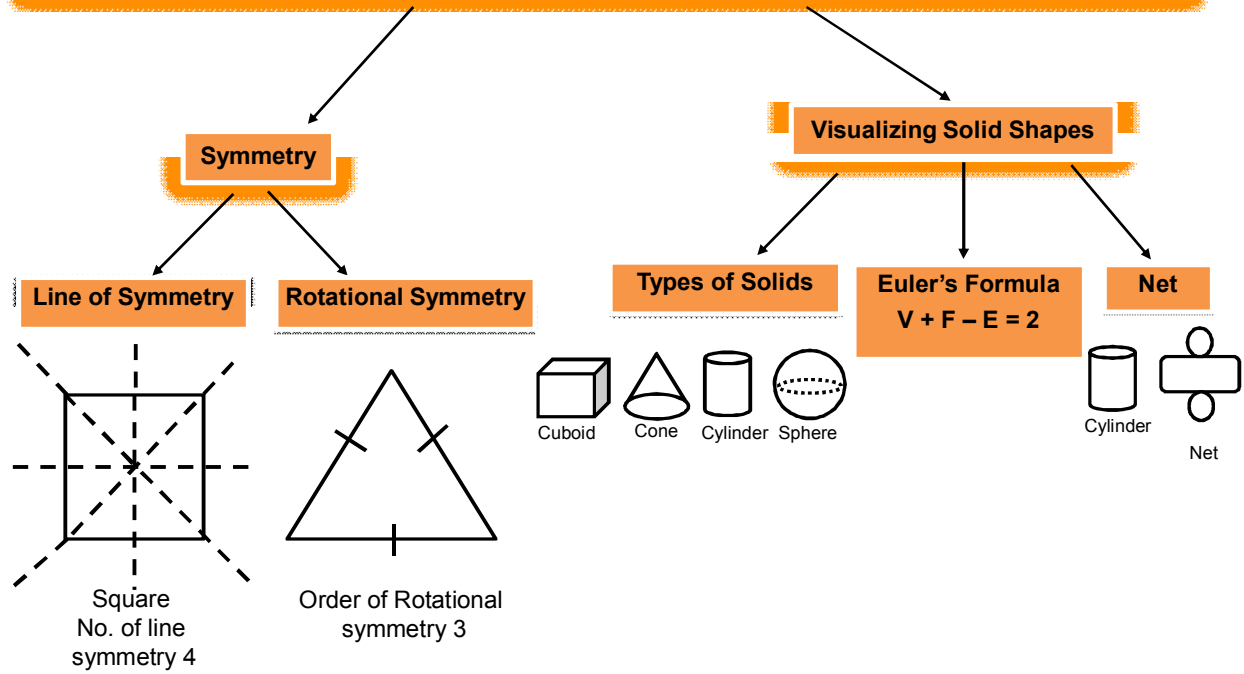 Symmetry
Visualizing Solid Shapes
Line of Symmetry
Rotational Symmetry
Types of Solids
Euler’s Formula
V + F – E = 2
Net
Cuboid
Cone
Cylinder
Sphere
Cylinder
Net
Square
No. of line
symmetry 4
Order of Rotational
symmetry 3